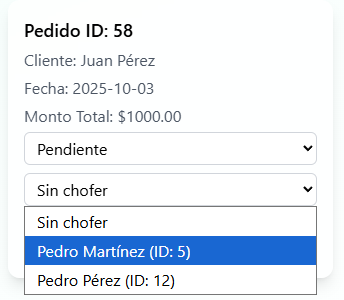 Pedido ID: 58
Cliente: Juan Pérez
Fecha: 2025-10-03
Monto Total: $1000.00
Pendiente
Sin chofer
Sin chofer
Pedro Martínez (ID: 5)
Pedro Pérez (ID: 12)